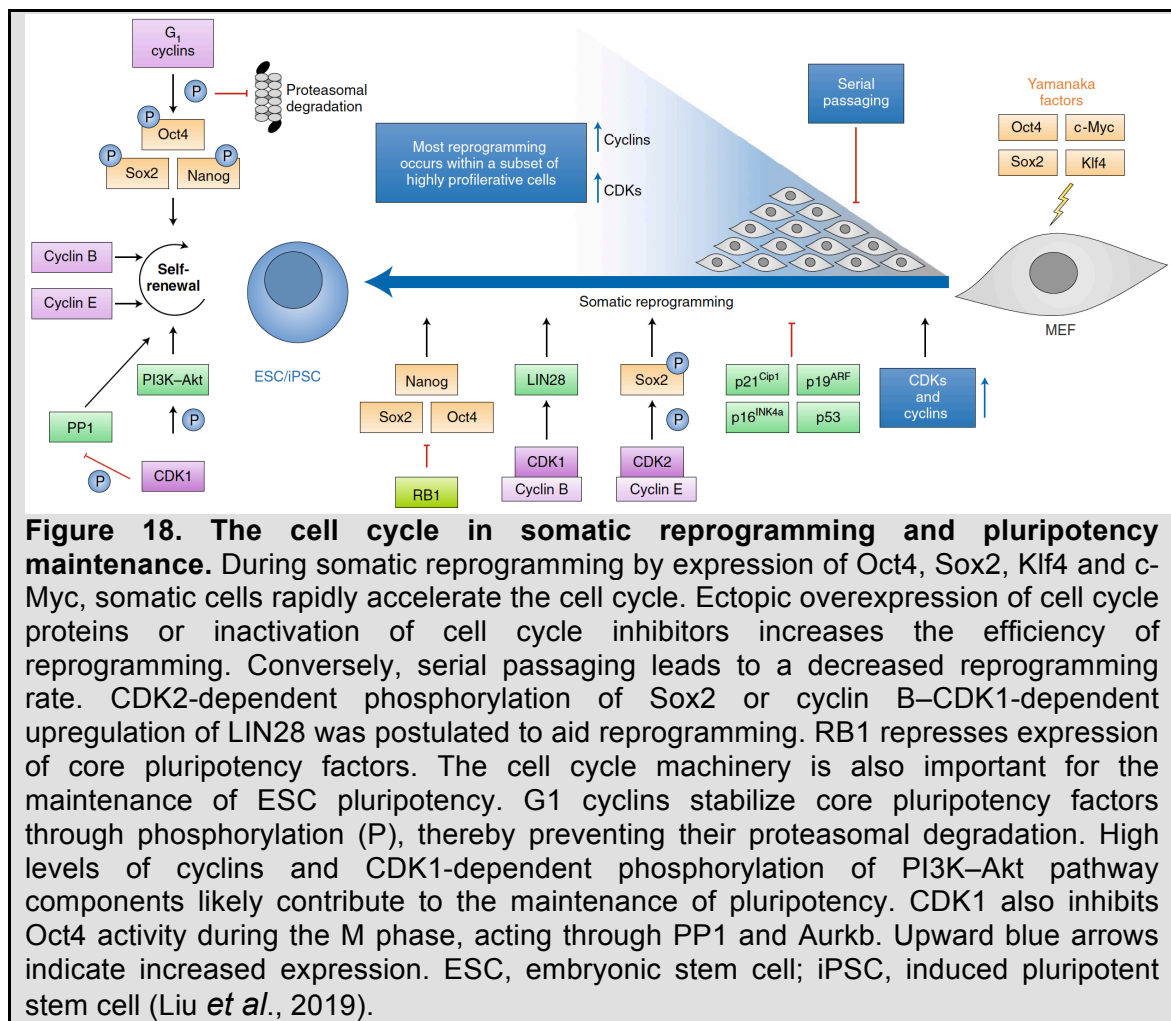 G1
cyclins
P
Proteasomal
degradation
P
Oct4
P
P
Sox2
Nanog
Cyclin B
Cyclin E
Self-
renewal
PI3K–Akt
P
PP1
P
CDK1
ESC/iPSC
Most reprogramming
occurs within a subset of
highly profilerative cells
Cyclins
CDKs
Serial
passaging
Yamanaka
factors
Oct4
c-Myc
Sox2
Klf4
MEF
Somatic reprogramming
Nanog
Sox2
Oct4
RB1
LIN28
CDK1
Cyclin B
P
Sox2
P
CDK2
Cyclin E
p21Cip1
p19ARF
p16INK4a
p53
CDKs
and
cyclins
Figure 18. The cell cycle in somatic reprogramming and pluripotency
maintenance. During somatic reprogramming by expression of Oct4, Sox2, Klf4 and c-
Myc, somatic cells rapidly accelerate the cell cycle. Ectopic overexpression of cell cycle
proteins or inactivation of cell cycle inhibitors increases the efficiency of
reprogramming. Conversely, serial passaging leads to a decreased reprogramming
rate. CDK2-dependent phosphorylation of Sox2 or cyclin B–CDK1-dependent
upregulation of LIN28 was postulated to aid reprogramming. RB1 represses expression
of core pluripotency factors. The cell cycle machinery is also important for the
maintenance of ESC pluripotency. G1 cyclins stabilize core pluripotency factors
through phosphorylation (P), thereby preventing their proteasomal degradation. High
levels of cyclins and CDK1-dependent phosphorylation of PI3K–Akt pathway
components likely contribute to the maintenance of pluripotency. CDK1 also inhibits
Oct4 activity during the M phase, acting through PP1 and Aurkb. Upward blue arrows
indicate increased expression. ESC, embryonic stem cell; iPSC, induced pluripotent
stem cell (Liu et al., 2019).